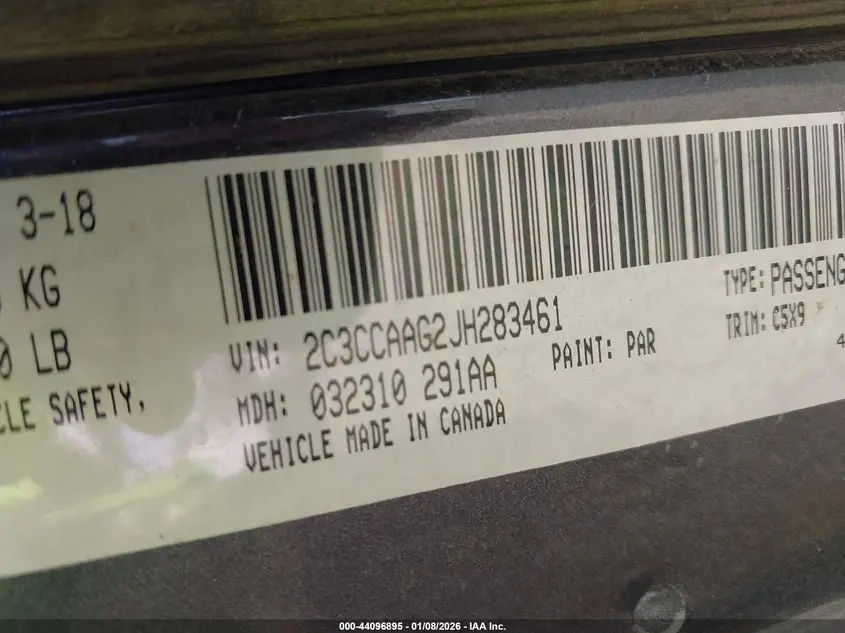 3-18
KG
LB
CLE SAFETY,
VIN: 2C3CCAAG2JH283461
MDH: 032310 291AA
VEHICLE MADE IN CANADA
PAINT: PAR
TYPE: PASSENG
TRIM: C5X9
4
000-44096895 - 01/08/2026 - IAA Inc.